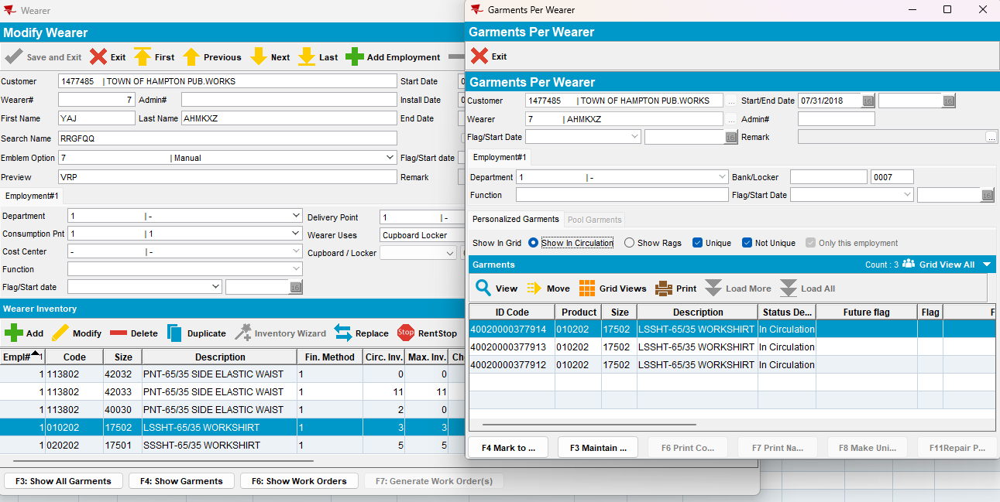 Wearer
Modify Wearer
Save and Exit Exit First Previous Next Last Add Employment
Customer 1477485 | TOWN OF HAMPTON PUB.WORKS Start Date
Wearer# 7 Admin# Install Date
First Name YAJ Last Name AHMKXZ End Date
Search Name RRGFQQ
Emblem Option 7 | Manual Flag/Start date
Preview VRP Remark
Employment#1
Department 1 | - Delivery Point 1 | -
Consumption Pnt 1 | 1 Wearer Uses Cupboard Locker
Cost Center - | - Cupboard / Locker
Function
Flag/Start date 16
Wearer Inventory
Add Modify Delete Duplicate Inventory Wizard Replace Stop RentStop
Empl# 1 Code Size Description Fin. Method Circ. Inv. Max. Inv. Ch
1 113802 42032 PNT-65/35 SIDE ELASTIC WAIST 1 0 0
1 113802 42033 PNT-65/35 SIDE ELASTIC WAIST 1 11 11
1 113802 40030 PNT-65/35 SIDE ELASTIC WAIST 1 2 0
1 010202 17502 LSSHT-65/35 WORKSHIRT 1 3 3
1 020202 17501 SSSHT-65/35 WORKSHIRT 1 5 5
F3: Show All Garments F4: Show Garments F6: Show Work Orders F7: Generate Work Order(s)
Garments Per Wearer
Garments Per Wearer
Exit
Garments Per Wearer
Customer 1477485 | TOWN OF HAMPTON PUB.WORKS ... Start/End Date 07/31/2018 16 16
Wearer 7 | AHMKXZ ... Admin#
Flag/Start Date 16 Remark ...
Employment#1
Department 1 | - Bank/Locker 0007
Function Flag/Start Date 16
Personalized Garments Pool Garments
Show In Grid Show In Circulation Show Rags Unique Not Unique Only this employment
Garments Count : 3 Grid View All
View Move Grid Views Print Load More Load All
ID Code Product Size Description Status De... Future flag Flag F
40020000377914 010202 17502 LSSHT-65/35 WORKSHIRT In Circulation
40020000377913 010202 17502 LSSHT-65/35 WORKSHIRT In Circulation
40020000377912 010202 17502 LSSHT-65/35 WORKSHIRT In Circulation
F4 Mark to ... F3 Maintain ... F6 Print Co... F7 Print Na... F8 Make Uni... F11Repair P...